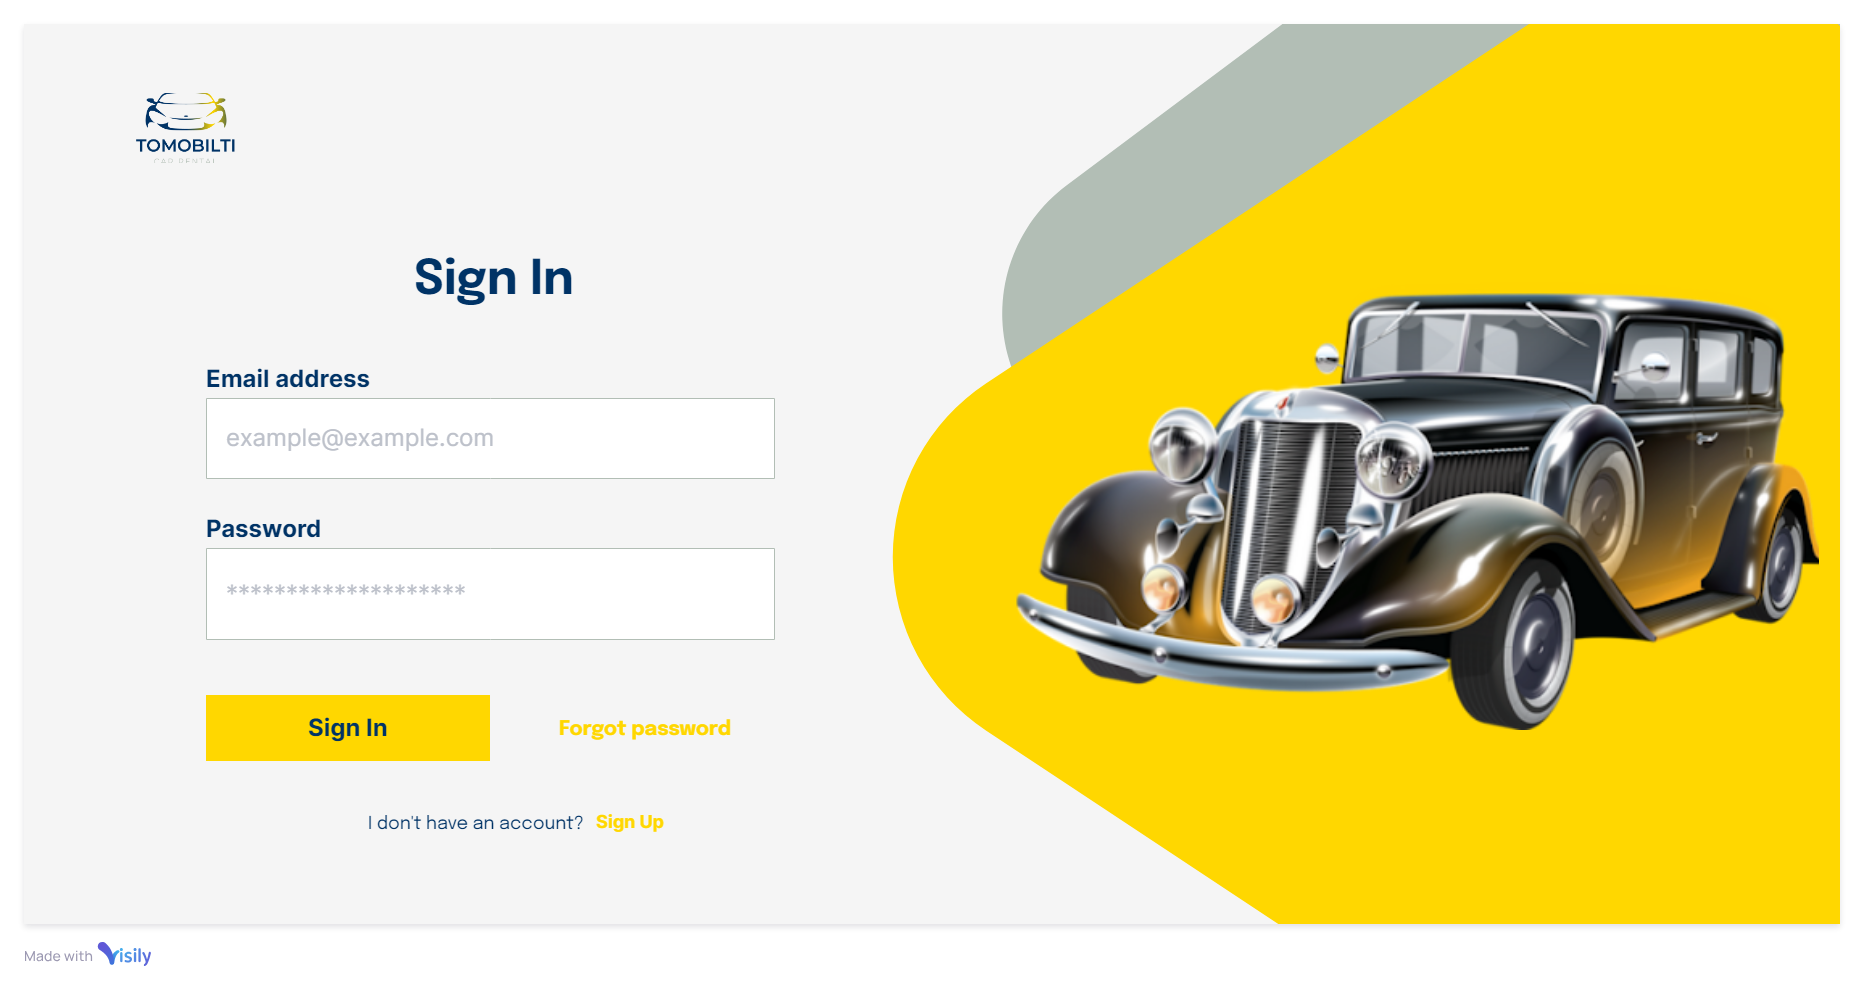 TOMOBILTI
CAR RENTAL
Sign In
Email address
example@example.com
Password
********************
Sign In
Forgot password
I don't have an account? Sign Up
Made with Visily